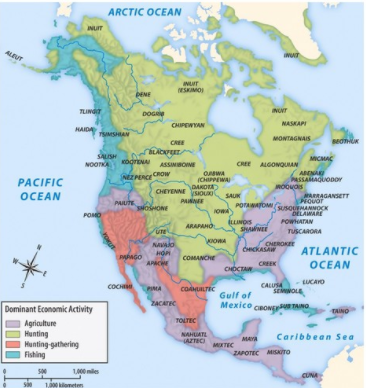 ARCTIC OCEAN
INUIT
ALEUT
INUIT
DENE
INUIT
(ESKIMO)
DOGRIB
TLINGIT
INUIT
CHIPEWYAN
NASKAPI
HAIDA
TSIMSHIAN
MONTAGNAIS
CREE
BEOTHUK
BLACKFEET
SALISH
KOOTENAI
ASSINIBOINE
CREE
ALGONQUIAN
MICMAC
NOOTKA
ABENAKI
NEZ PERCE
CROW
OJIBWA
(CHIPPEWA)
PASSAMAQUODDY
PACIFIC
OCEAN
CHEYENNE
DAKOTA
(SIOUX)
SAUK
IROQUOIS
NARRAGANSETT
PEQUOT
PAIUTE
SHOSHONE
PAWNEE
POTAWATOMI
SUSQUEHANNOCK
DELAWARE
POMO
IOWA
ILLINOIS
POWHATAN
ARAPAHO
SHAWNEE
TUSCARORA
UTE
KIOWA
CHEROKEE
NAVAJO
CHICKASAW
ATLANTIC
OCEAN
HOPI
PAPAGO
APACHE
COMANCHE
CREEK
CHOCTAW
COCHIMI
PIMA
COAHUILTEC
CALUSA
SEMINOLE
LUCAYO
ZACATEC
Gulf of
Mexico
CIBONEY
SUB TAINO
TAINO
TOLTEC
NAHUATL
(AZTEC)
MAYA
Caribbean Sea
MIXTEC
ZAPOTEC
MISKITO
CUNA
N
W
E
S
Dominant Economic Activity
Agriculture
Hunting
Hunting-gathering
Fishing
0 500 1,000 miles
0 500 1,000 kilometers